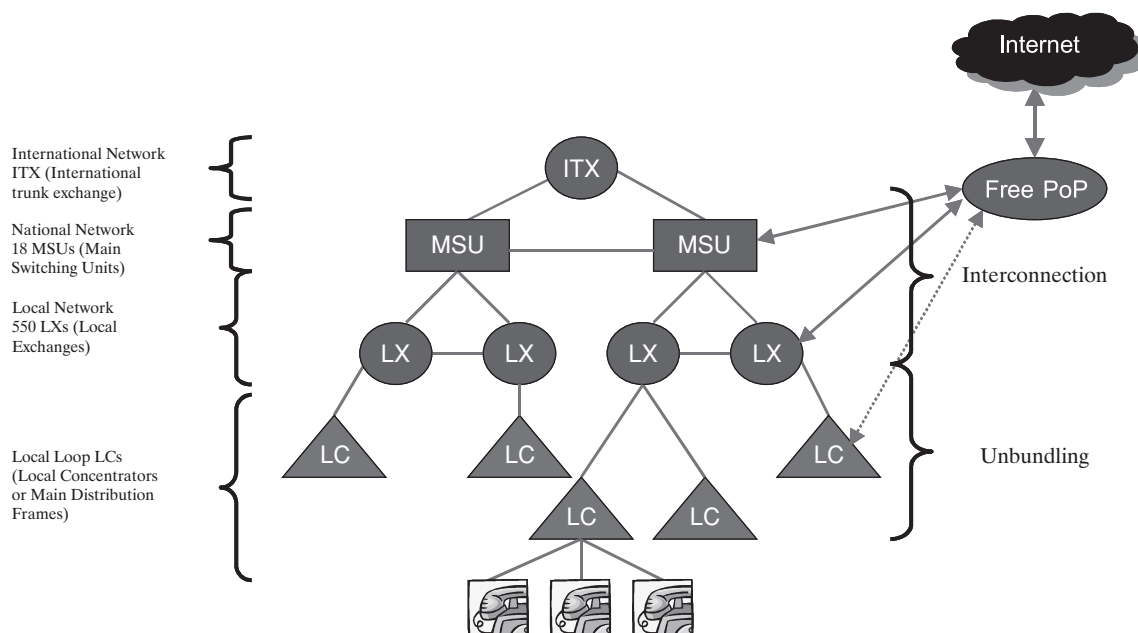 Internet
International Network
ITX (International
trunk exchange)
ITX
Free PoP
National Network
18 MSUs (Main
Switching Units)
MSU
MSU
Interconnection
Local Network
550 LXs (Local
Exchanges)
LX
LX
LX
LX
Local Loop LCs
(Local Concentrators
or Main Distribution
Frames)
LC
LC
LC
Unbundling
LC
LC